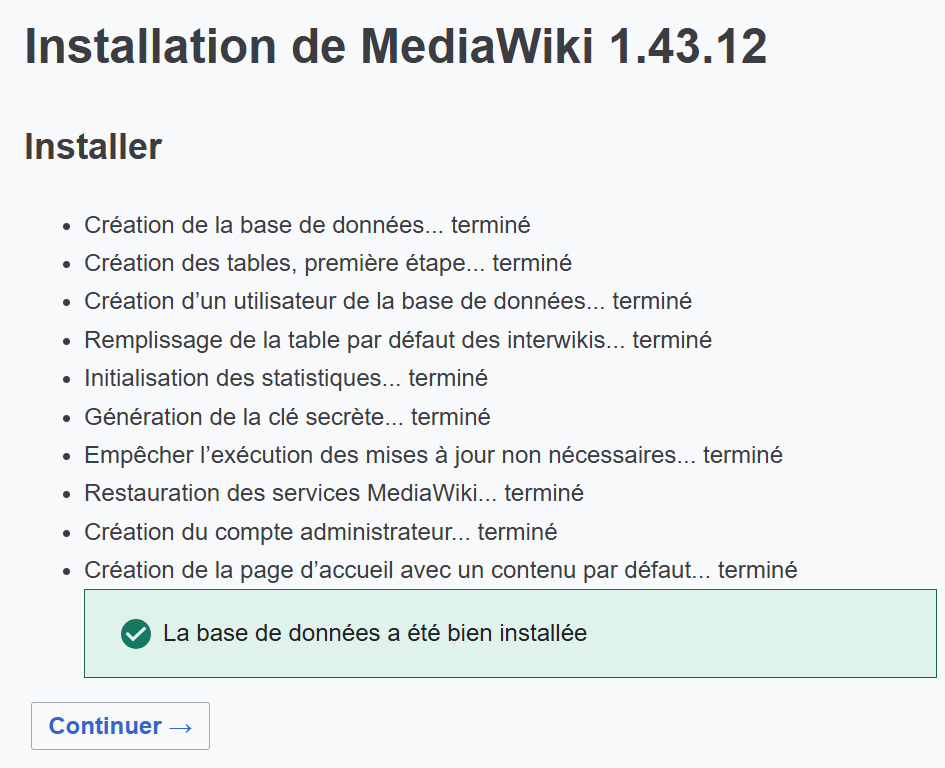 Installation de MediaWiki 1.43.12
Installer
Création de la base de données... terminé
Création des tables, première étape... terminé
Création d’un utilisateur de la base de données... terminé
Remplissage de la table par défaut des interwikis... terminé
Initialisation des statistiques... terminé
Génération de la clé secrète... terminé
Empêcher l’exécution des mises à jour non nécessaires... terminé
Restauration des services MediaWiki... terminé
Création du compte administrateur... terminé
Création de la page d’accueil avec un contenu par défaut... terminé
La base de données a été bien installée
Continuer →